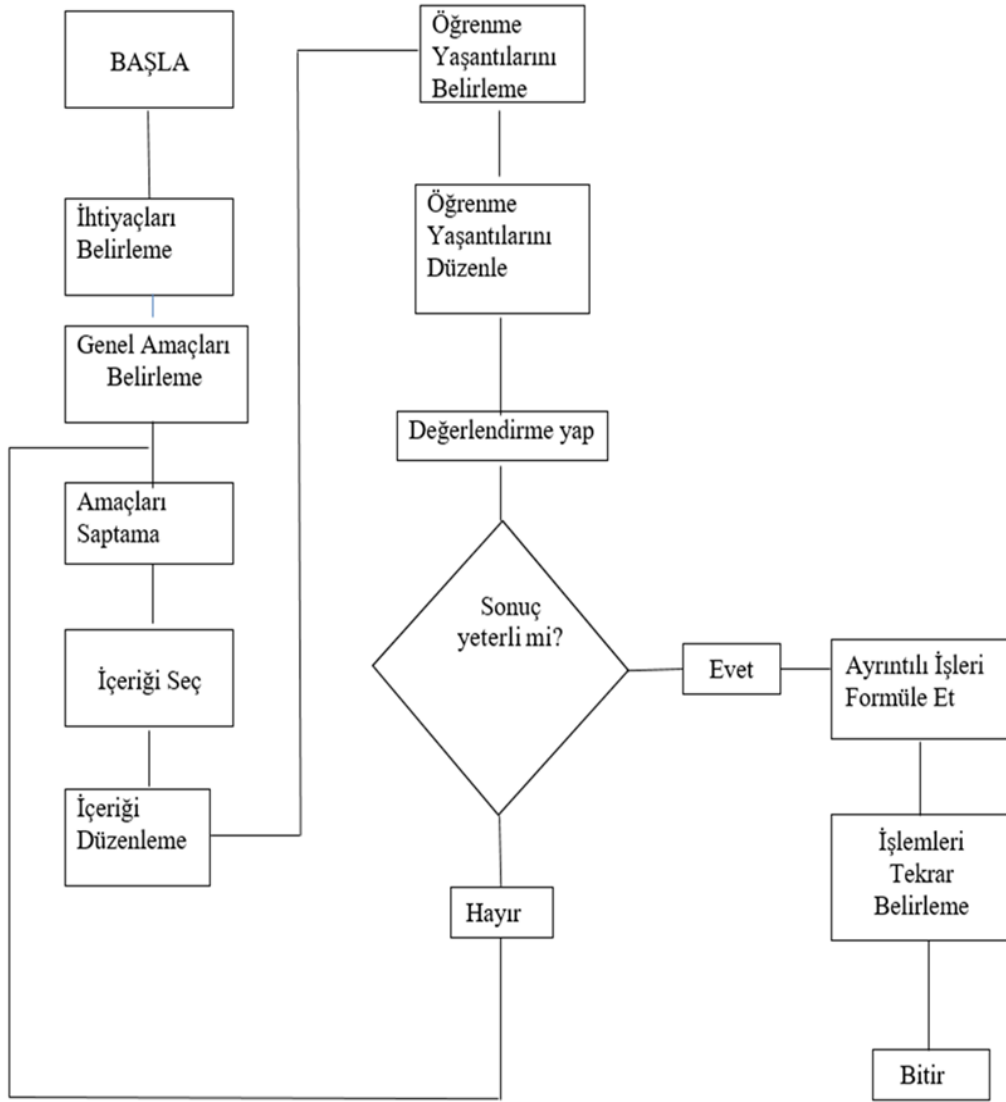 BAŞLA
İhtiyaçları
Belirleme
Genel Amaçları
Belirleme
Amaçları
Saptama
İçeriği Seç
İçeriği
Düzenleme
Öğrenme
Yaşantılarını
Belirleme
Öğrenme
Yaşantılarını
Düzenle
Değerlendirme yap
Sonuç
yeterli mi?
Evet
Hayır
Ayrıntılı İşleri
Formüle Et
İşlemleri
Tekrar
Belirleme
Bitir